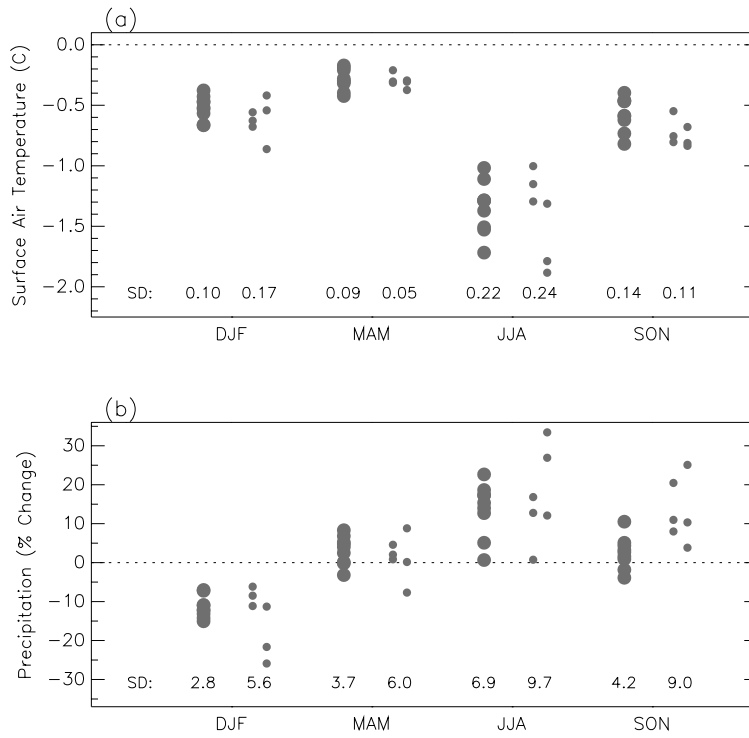 (a)
Surface Air Temperature (C)
0.0
-0.5
-1.0
-1.5
-2.0
SD: 0.10 0.17 0.09 0.05 0.22 0.24 0.14 0.11
DJF MAM JJA SON
(b)
Precipitation (% Change)
30
20
10
0
-10
-20
-30
SD: 2.8 5.6 3.7 6.0 6.9 9.7 4.2 9.0
DJF MAM JJA SON